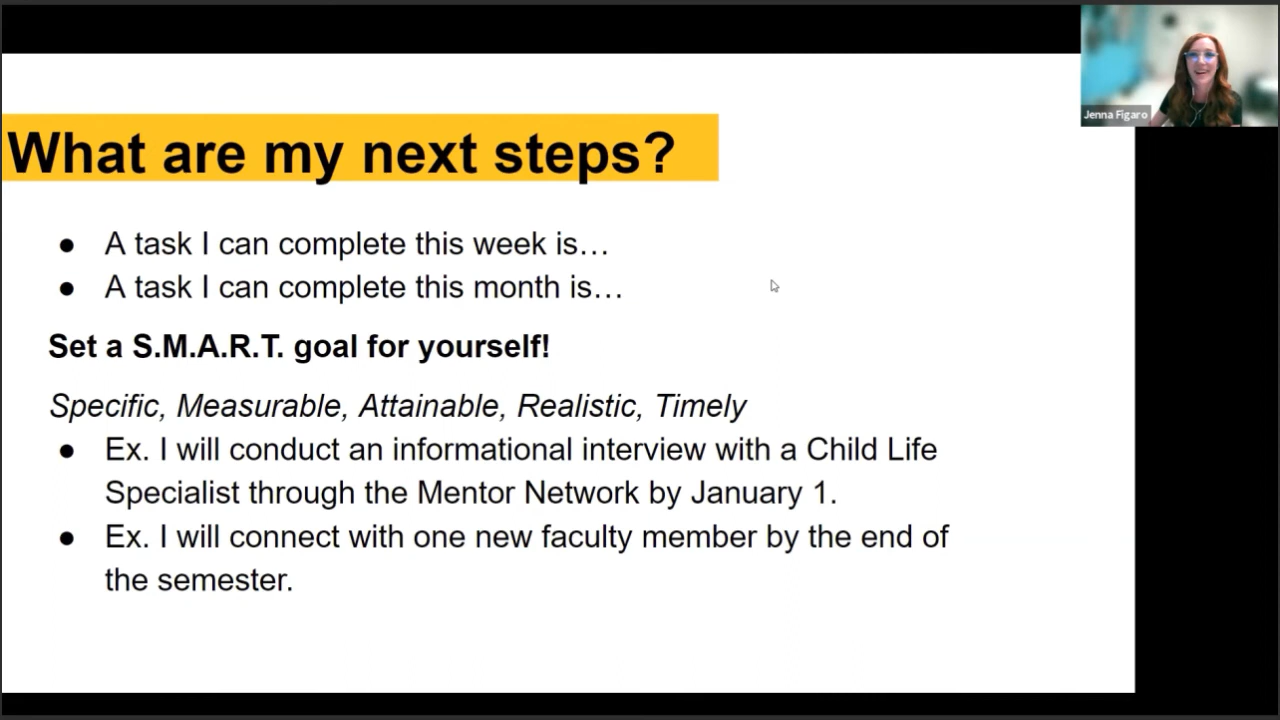 Jenna Figaro
What are my next steps?
● A task I can complete this week is…
● A task I can complete this month is…
Set a S.M.A.R.T. goal for yourself!
Specific, Measurable, Attainable, Realistic, Timely
● Ex. I will conduct an informational interview with a Child Life
Specialist through the Mentor Network by January 1.
● Ex. I will connect with one new faculty member by the end of
the semester.